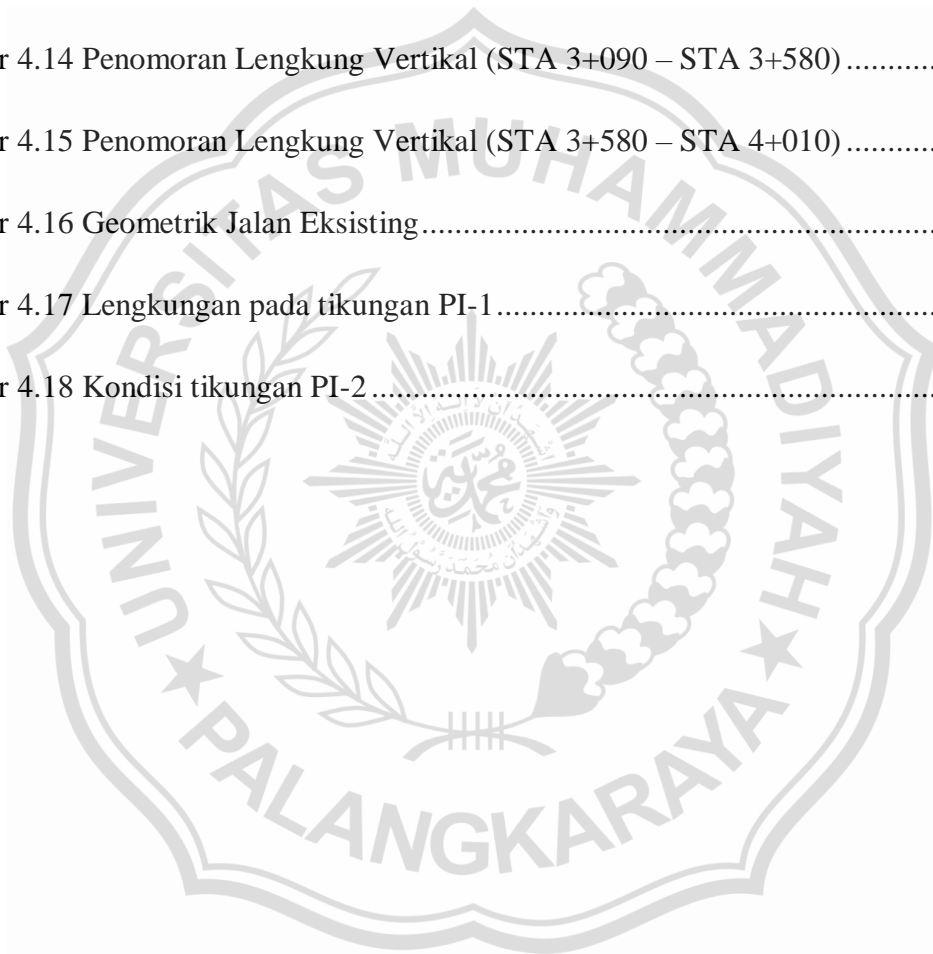 r 4.14 Penomoran Lengkung Vertikal (STA 3+090 – STA 3+580)............
r 4.15 Penomoran Lengkung Vertikal (STA 3+580 – STA 4+010)............
r 4.16 Geometrik Jalan Eksisting......................................................................
r 4.17 Lengkungan pada tikungan PI-1............................................................
r 4.18 Kondisi tikungan PI-2..............................................................................
UNIVERSITAS MUHAMMADIYAH
PALANGKARAYA